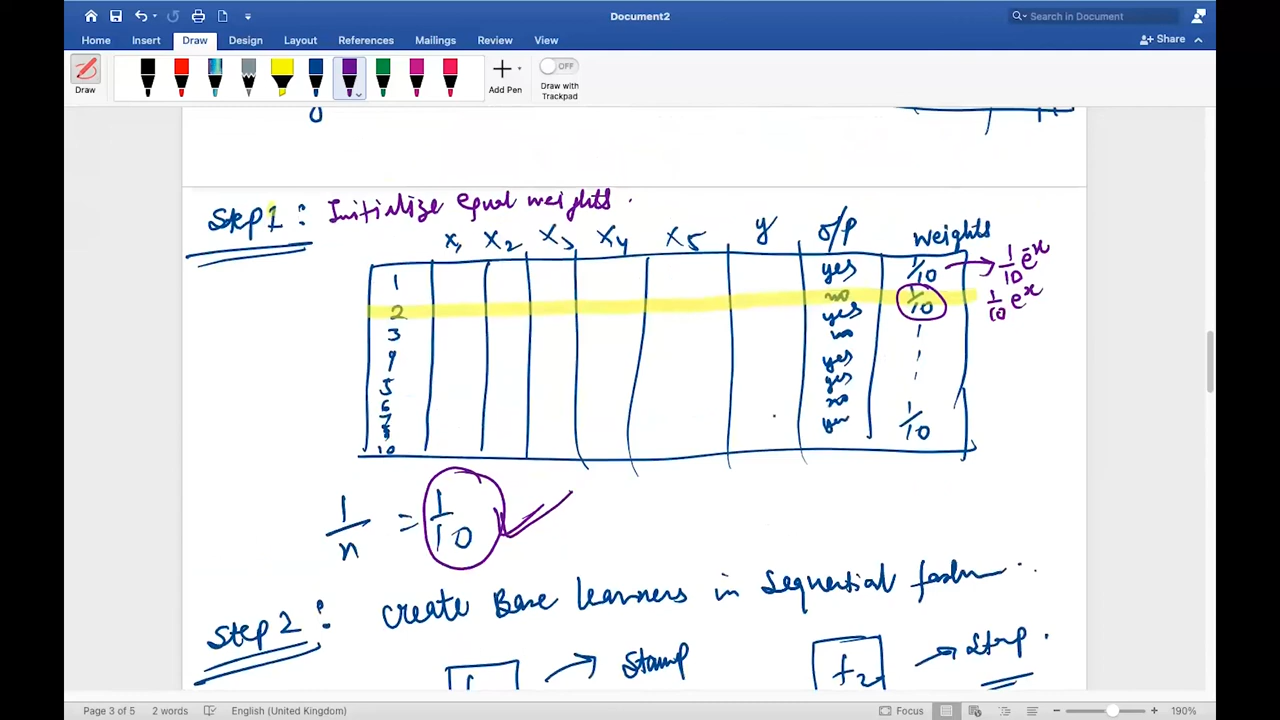 Document2
Search in Document
Home Insert Draw Design Layout References Mailings Review View
Share
Draw
Add Pen
OFF
Draw with Trackpad
Step 1: Initialize equal weights.
x1 x2 x3 x4 x5 y O/P weights
1 yes 1/10 → 1/10 e^-x
no 1/10 1/10 e^x
2 yes
3 no
4 yes
5 yes
6 no
7 yes 1/10
8
10
1/n = 1/10
Step 2: Create Base learners in Sequential
Stump
f2 → Stump.
Page 3 of 5 2 words English (United Kingdom) Focus 190%